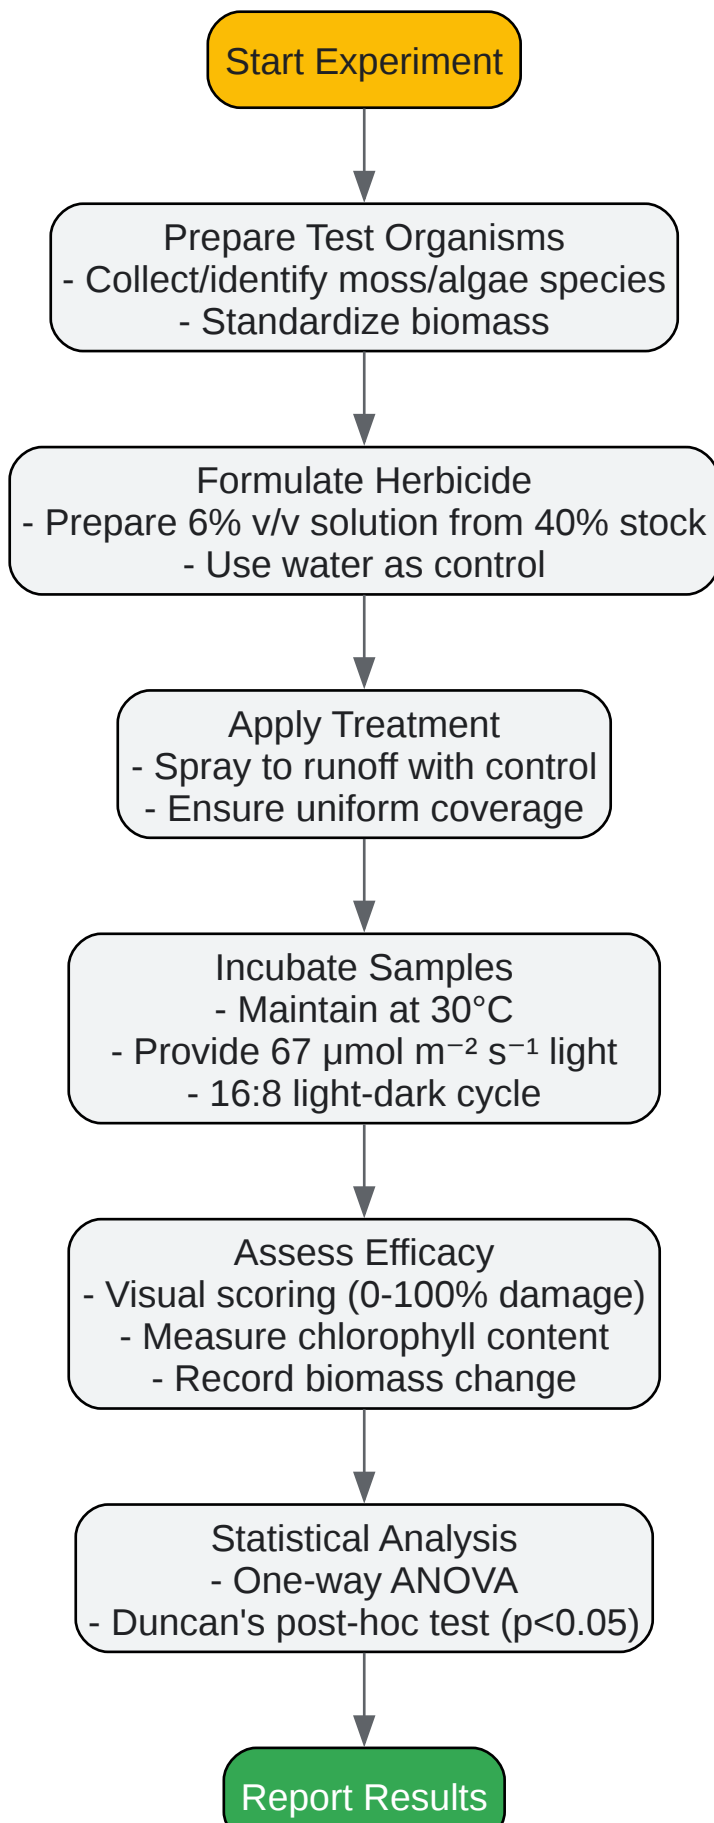 Start Experiment
Prepare Test Organisms
- Collect/identify moss/algae species
- Standardize biomass
Formulate Herbicide
- Prepare 6% v/v solution from 40% stock
- Use water as control
Apply Treatment
- Spray to runoff with control
- Ensure uniform coverage
Incubate Samples
- Maintain at 30°C
- Provide 67 μmol m⁻² s⁻¹ light
- 16:8 light-dark cycle
Assess Efficacy
- Visual scoring (0-100% damage)
- Measure chlorophyll content
- Record biomass change
Statistical Analysis
- One-way ANOVA
- Duncan's post-hoc test (p<0.05)
Report Results